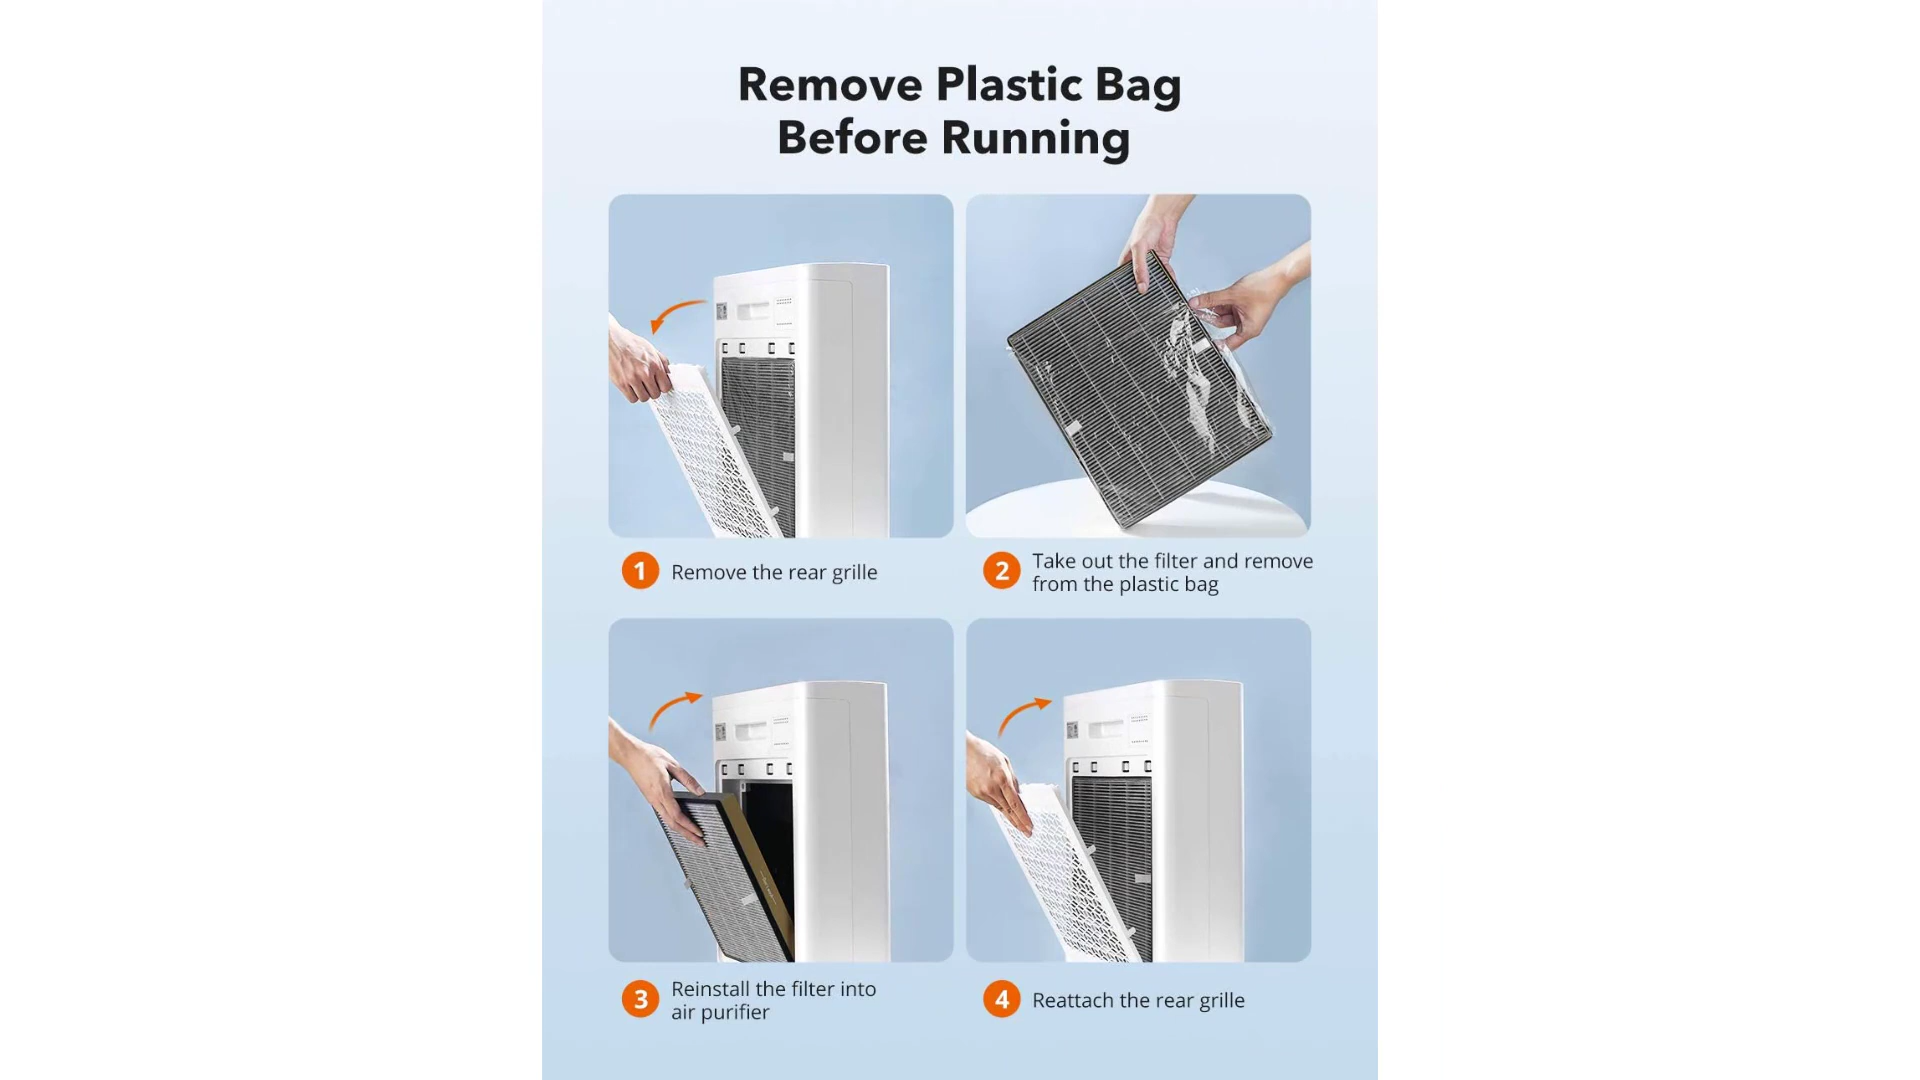 Remove Plastic Bag
Before Running
1 Remove the rear grille
2 Take out the filter and remove
from the plastic bag
3 Reinstall the filter into
air purifier
4 Reattach the rear grille